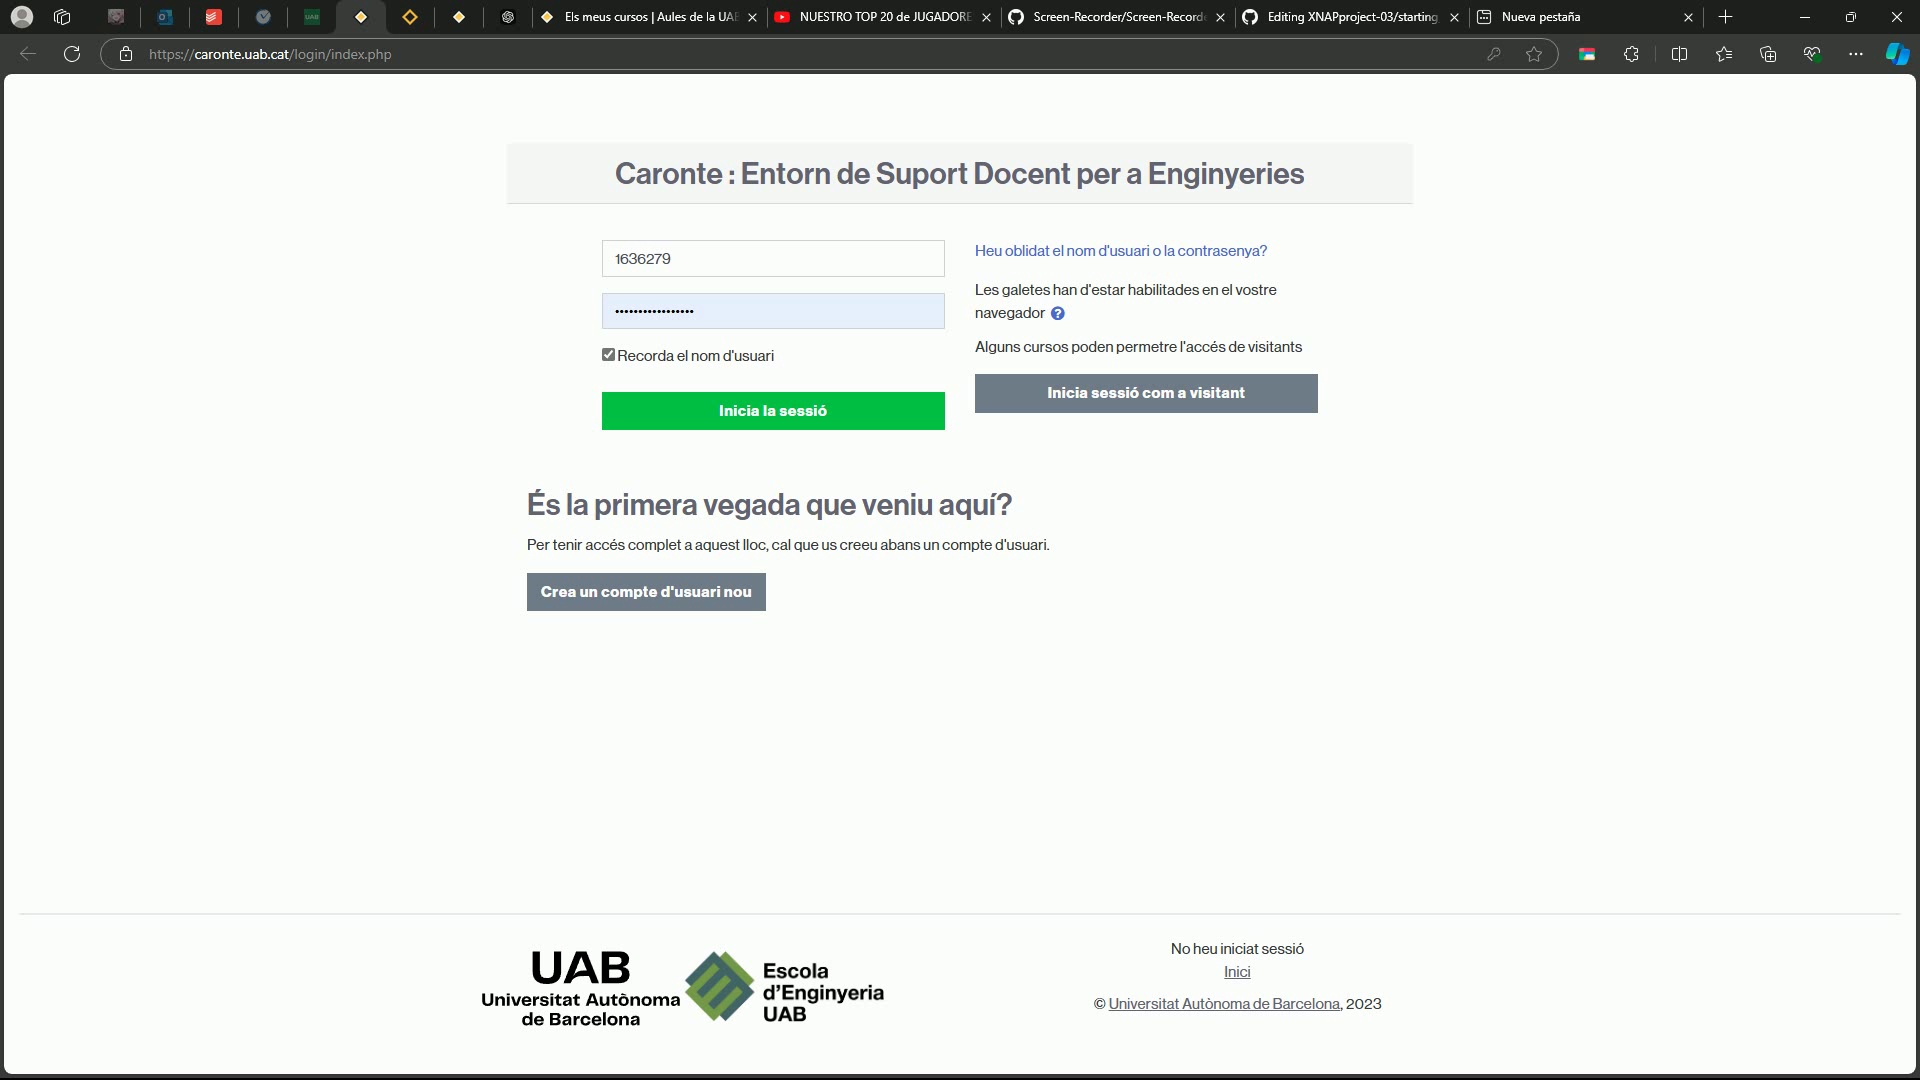 Els meus cursos | Aules de la UAB
NUESTRO TOP 20 de JUGADORE
Screen-Recorder/Screen-Record
Editing XNAPproject-03/starting
Nueva pestaña
https://caronte.uab.cat/login/index.php
Caronte : Entorn de Suport Docent per a Enginyeries
1636279
•••••••••••••••••
Recorda el nom d'usuari
Inicia la sessió
Heu oblidat el nom d'usuari o la contrasenya?
Les galetes han d'estar habilitades en el vostre
navegador
Alguns cursos poden permetre l'accés de visitants
Inicia sessió com a visitant
És la primera vegada que veniu aquí?
Per tenir accés complet a aquest lloc, cal que us creeu abans un compte d'usuari.
Crea un compte d'usuari nou
UAB
Universitat Autònoma
de Barcelona
Escola
d'Enginyeria
UAB
No heu iniciat sessió
Inici
© Universitat Autònoma de Barcelona, 2023